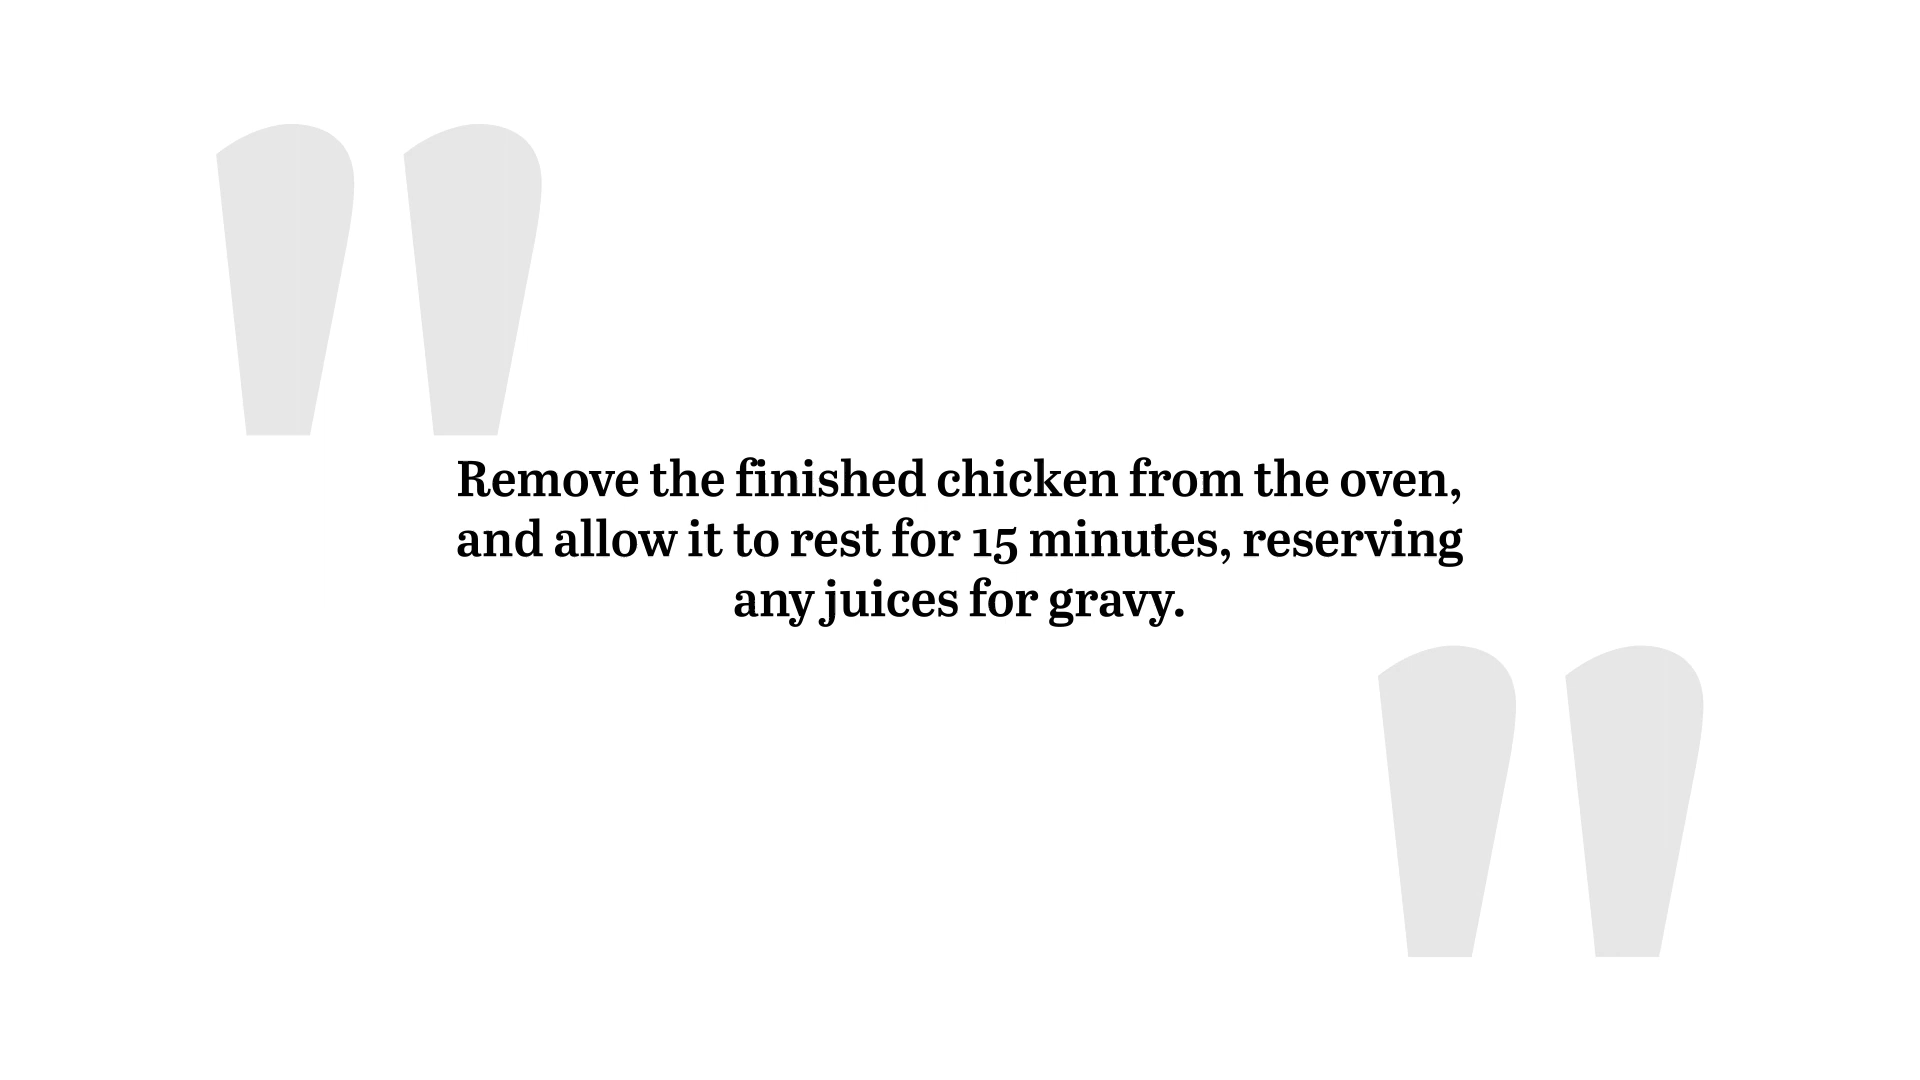 "
Remove the finished chicken from the oven,
and allow it to rest for 15 minutes, reserving
any juices for gravy.
"